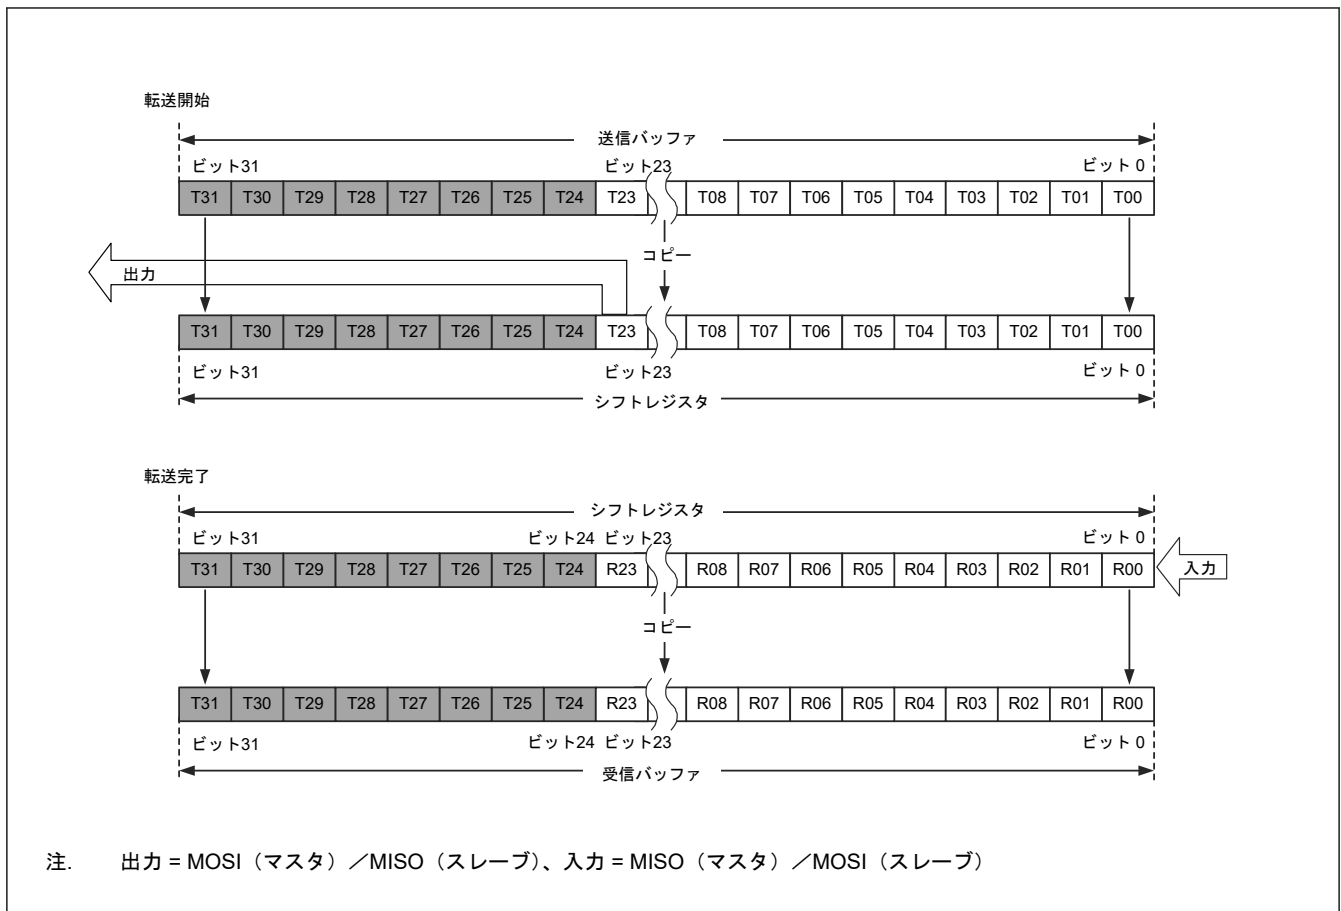 転送開始
送信バッファ
ビット31 ビット23 ビット 0
T31 T30 T29 T28 T27 T26 T25 T24 T23 T08 T07 T06 T05 T04 T03 T02 T01 T00
コピー
出力
T31 T30 T29 T28 T27 T26 T25 T24 T23 T08 T07 T06 T05 T04 T03 T02 T01 T00
ビット31 ビット23 ビット 0
シフトレジスタ
転送完了
シフトレジスタ
ビット31 ビット24 ビット23 ビット 0
T31 T30 T29 T28 T27 T26 T25 T24 R23 R08 R07 R06 R05 R04 R03 R02 R01 R00 入力
コピー
T31 T30 T29 T28 T27 T26 T25 T24 R23 R08 R07 R06 R05 R04 R03 R02 R01 R00
ビット31 ビット24 ビット23 ビット 0
受信バッファ
注. 出力 = MOSI（マスタ）／MISO（スレーブ）、入力 = MISO（マスタ）／MOSI（スレーブ）